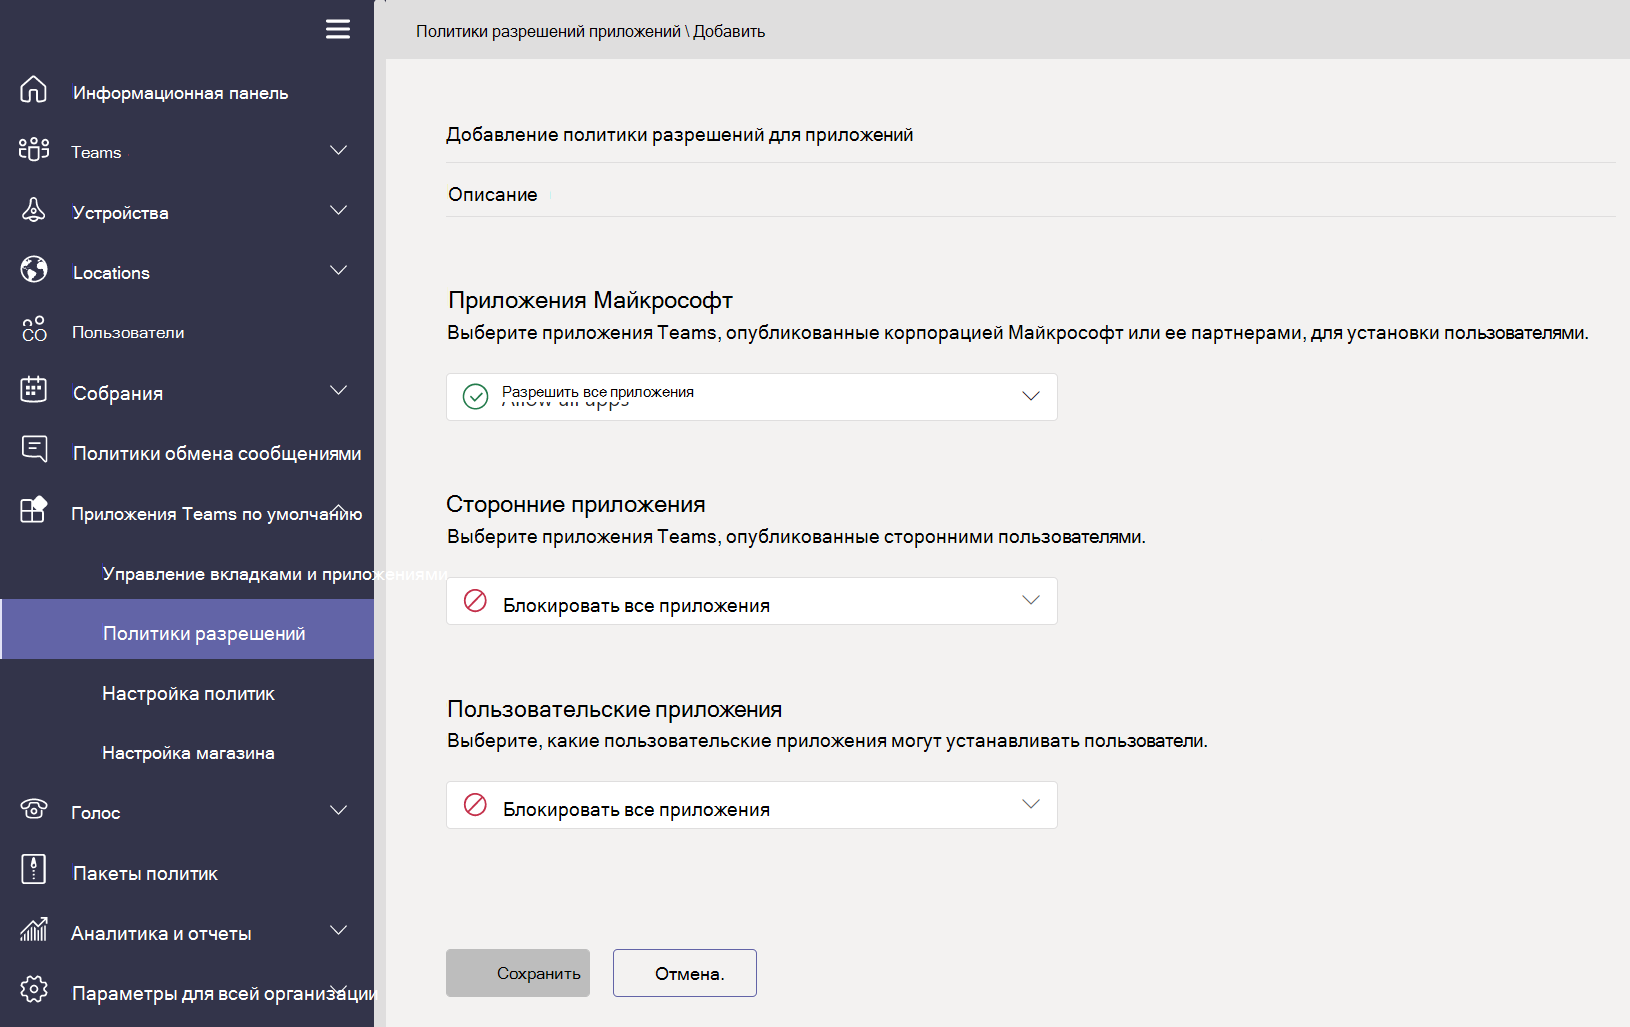 Политики разрешений приложений \ Добавить
Информационная панель
Teams
Устройства
Locations
Пользователи
Собрания
Политики обмена сообщениями
Приложения Teams по умолчанию
Управление вкладками и приложениями
Политики разрешений
Настройка политик
Настройка магазина
Голос
Пакеты политик
Аналитика и отчеты
Параметры для всей организации
Добавление политики разрешений для приложений
Описание
Приложения Майкрософт
Выберите приложения Teams, опубликованные корпорацией Майкрософт или ее партнерами, для установки пользователями.
Разрешить все приложения
Allow all apps
Сторонние приложения
Выберите приложения Teams, опубликованные сторонними пользователями.
Блокировать все приложения
Пользовательские приложения
Выберите, какие пользовательские приложения могут устанавливать пользователи.
Блокировать все приложения
Сохранить
Отмена.